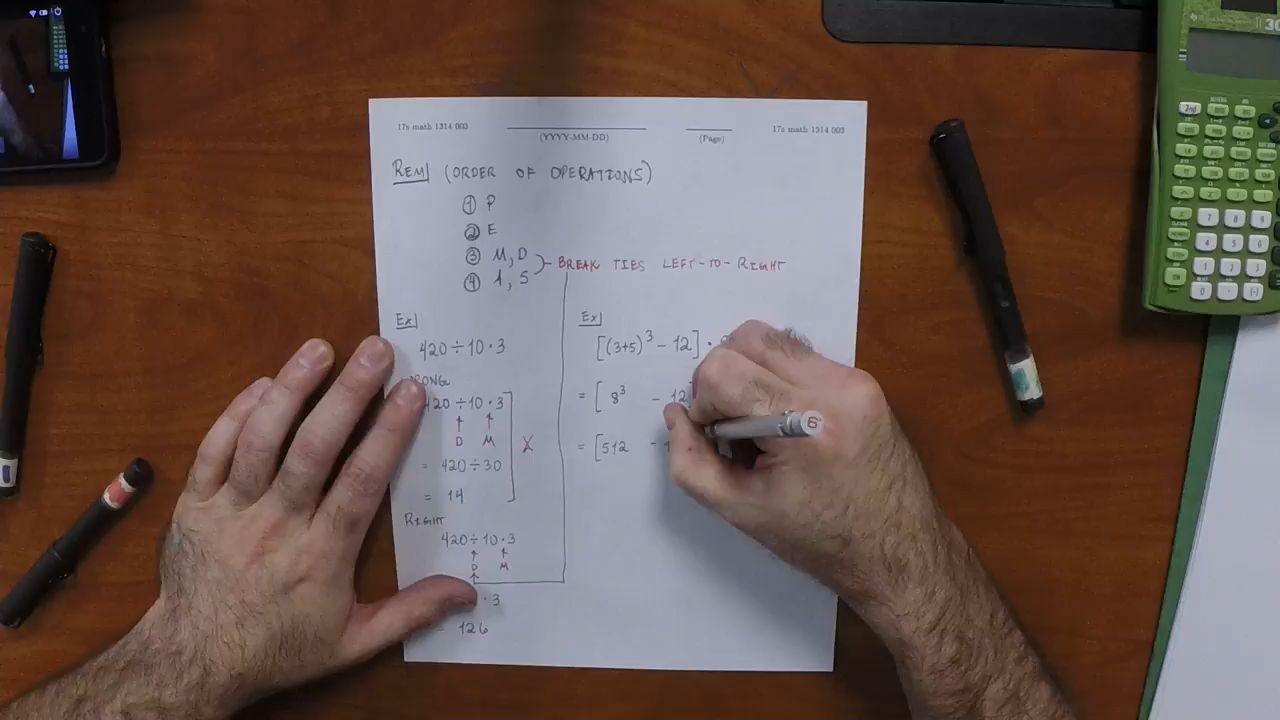 17s math 1314 003
(YYYY-MM-DD)
(Page)
17s math 1314 003
REM (ORDER OF OPERATIONS)
① P
② E
③ M, D
④ A, S
BREAK TIES LEFT-TO-RIGHT
Ex
420 ÷ 10 · 3
420 ÷ 10 · 3
D M
= 420 ÷ 30
= 14
X
RIGHT
420 ÷ 10 · 3
D M
· 3
126
Ex
[(3+5)³ - 12] ·
= [ 8³ - 12
= [512 -